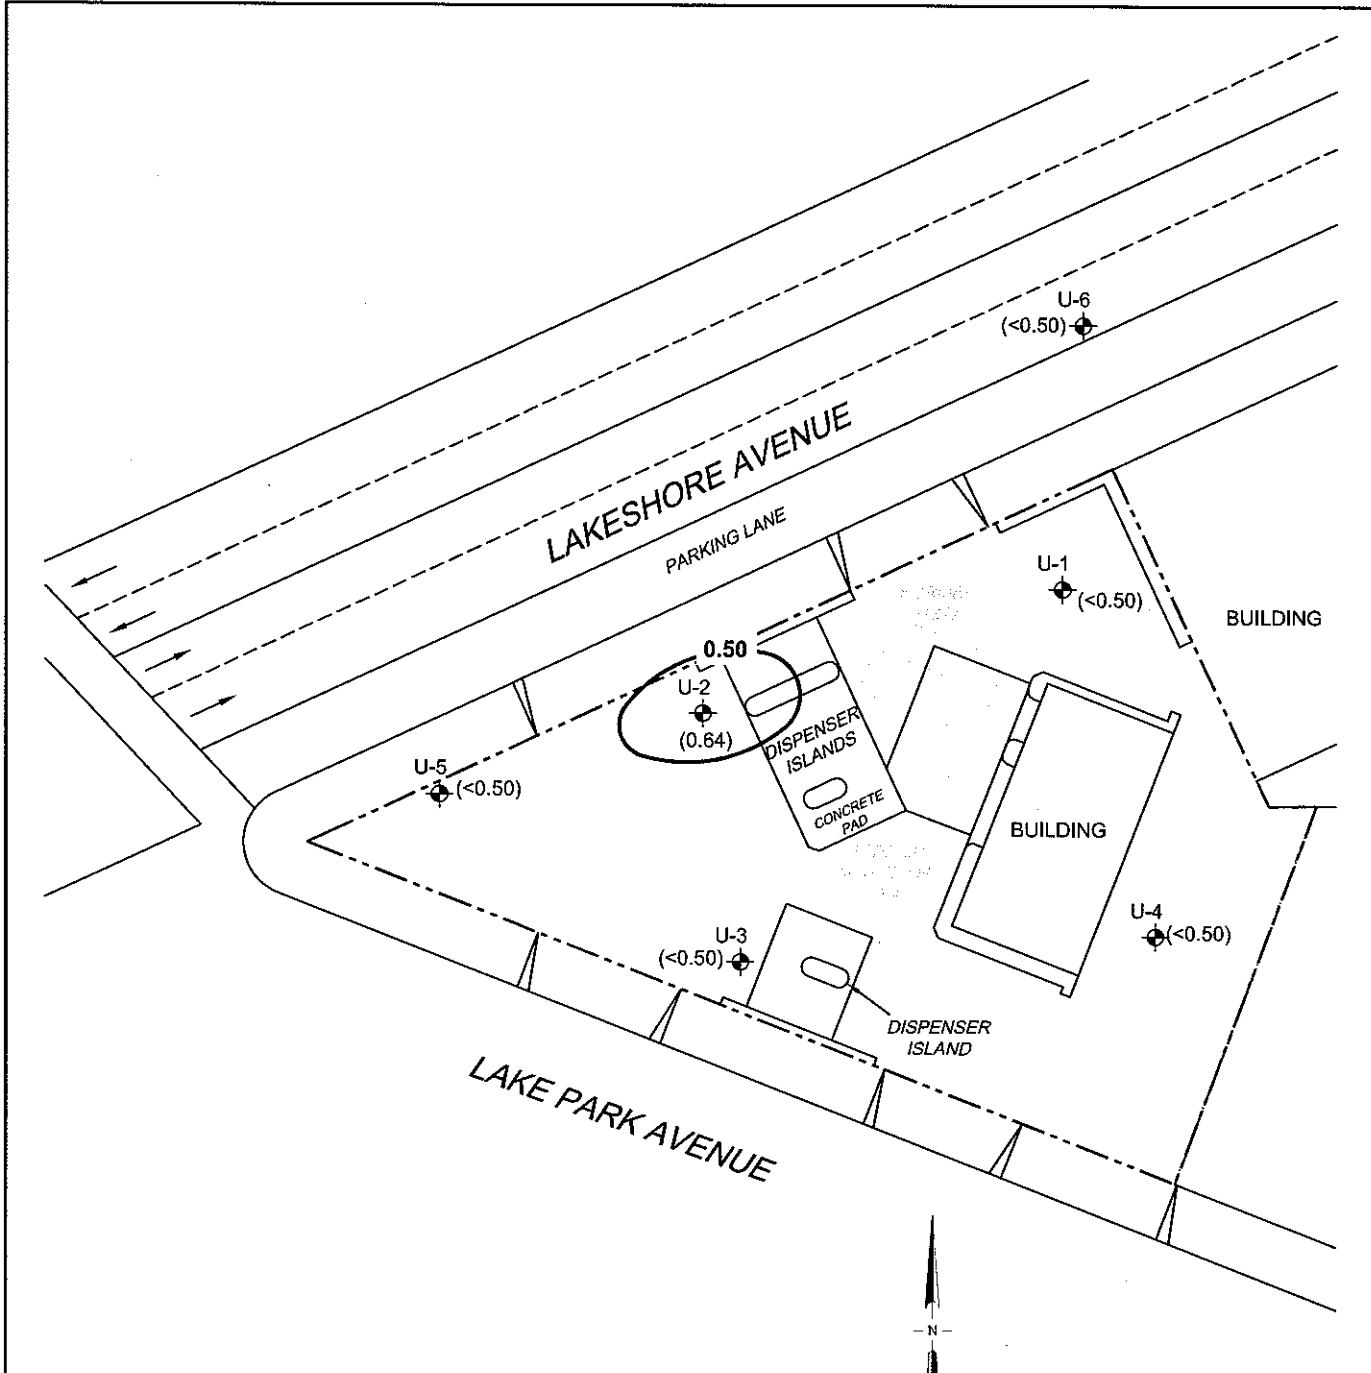 U-6
(<0.50)
LAKESHORE AVENUE
PARKING LANE
U-1
(<0.50)
BUILDING
0.50
U-2
(0.64)
DISPENSER
ISLANDS
U-5
(<0.50)
CONCRETE
PAD
BUILDING
U-4
(<0.50)
U-3
(<0.50)
DISPENSER
ISLAND
LAKE PARK AVENUE
N